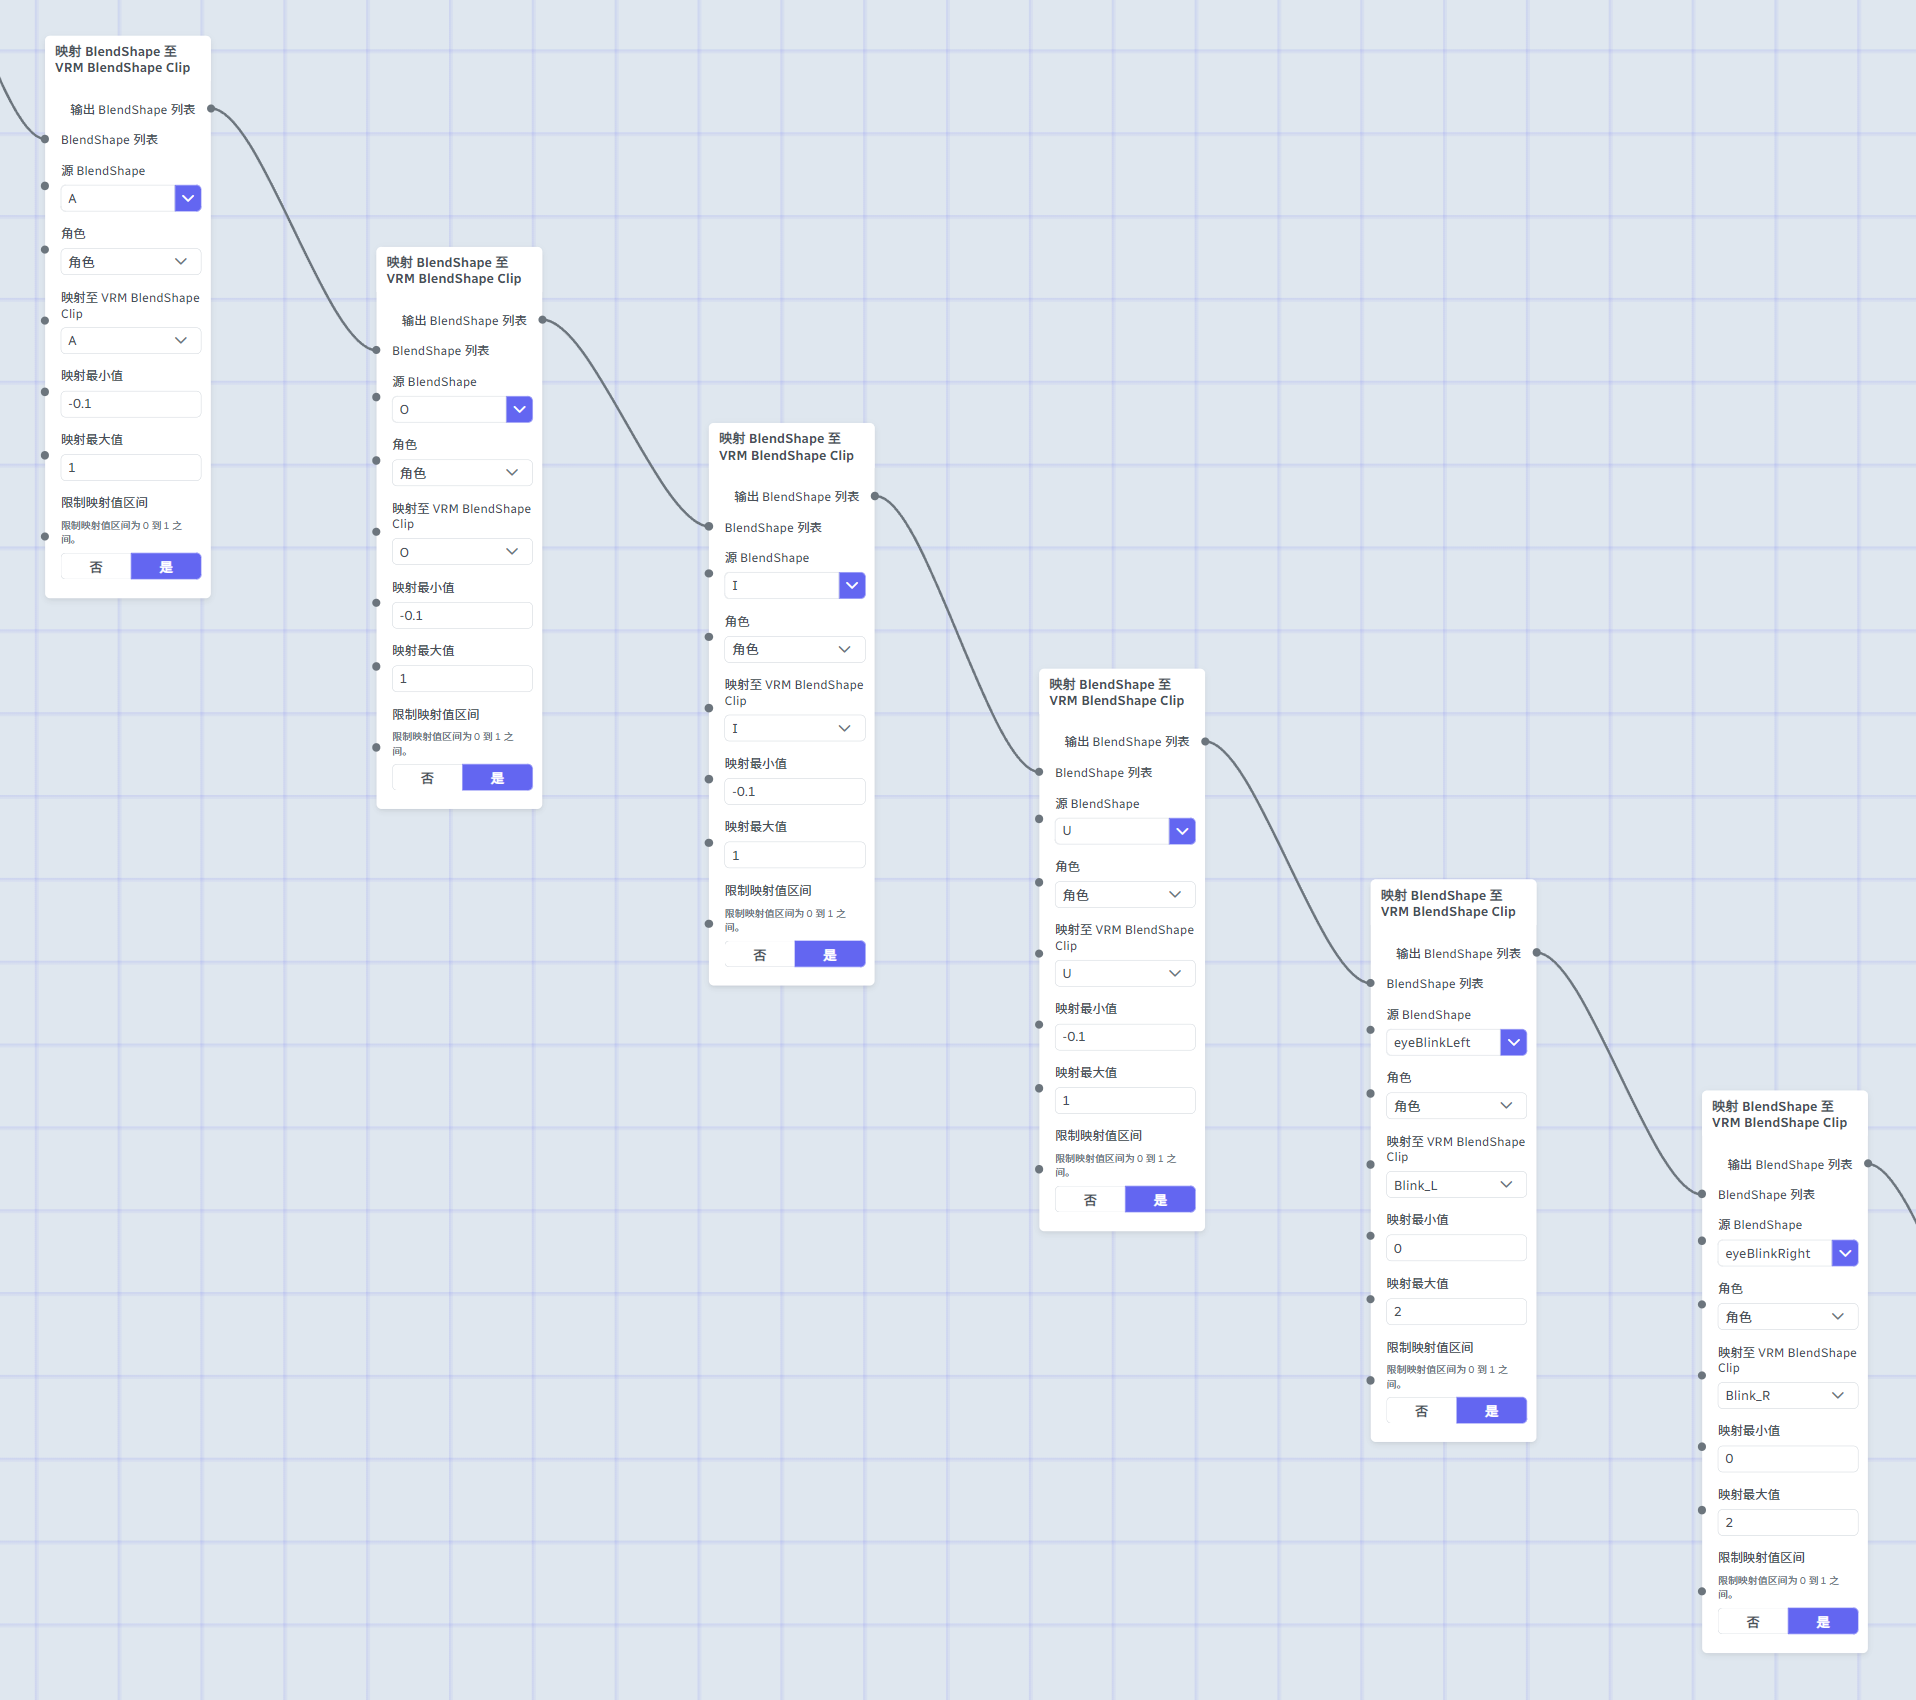 映射 BlendShape 至
VRM BlendShape Clip
输出 BlendShape 列表
BlendShape 列表
源 BlendShape
A
角色
角色
映射至 VRM BlendShape
Clip
A
映射最小值
-0.1
映射最大值
1
限制映射值区间
限制映射值区间为 0 到 1 之
间。
否 是
映射 BlendShape 至
VRM BlendShape Clip
输出 BlendShape 列表
BlendShape 列表
源 BlendShape
O
角色
角色
映射至 VRM BlendShape
Clip
O
映射最小值
-0.1
映射最大值
1
限制映射值区间
限制映射值区间为 0 到 1 之
间。
否 是
映射 BlendShape 至
VRM BlendShape Clip
输出 BlendShape 列表
BlendShape 列表
源 BlendShape
I
角色
角色
映射至 VRM BlendShape
Clip
I
映射最小值
-0.1
映射最大值
1
限制映射值区间
限制映射值区间为 0 到 1 之
间。
否 是
映射 BlendShape 至
VRM BlendShape Clip
输出 BlendShape 列表
BlendShape 列表
源 BlendShape
U
角色
角色
映射至 VRM BlendShape
Clip
U
映射最小值
-0.1
映射最大值
1
限制映射值区间
限制映射值区间为 0 到 1 之
间。
否 是
映射 BlendShape 至
VRM BlendShape Clip
输出 BlendShape 列表
BlendShape 列表
源 BlendShape
eyeBlinkLeft
角色
角色
映射至 VRM BlendShape
Clip
Blink_L
映射最小值
0
映射最大值
2
限制映射值区间
限制映射值区间为 0 到 1 之
间。
否 是
映射 BlendShape 至
VRM BlendShape Clip
输出 BlendShape 列表
BlendShape 列表
源 BlendShape
eyeBlinkRight
角色
角色
映射至 VRM BlendShape
Clip
Blink_R
映射最小值
0
映射最大值
2
限制映射值区间
限制映射值区间为 0 到 1 之
间。
否 是